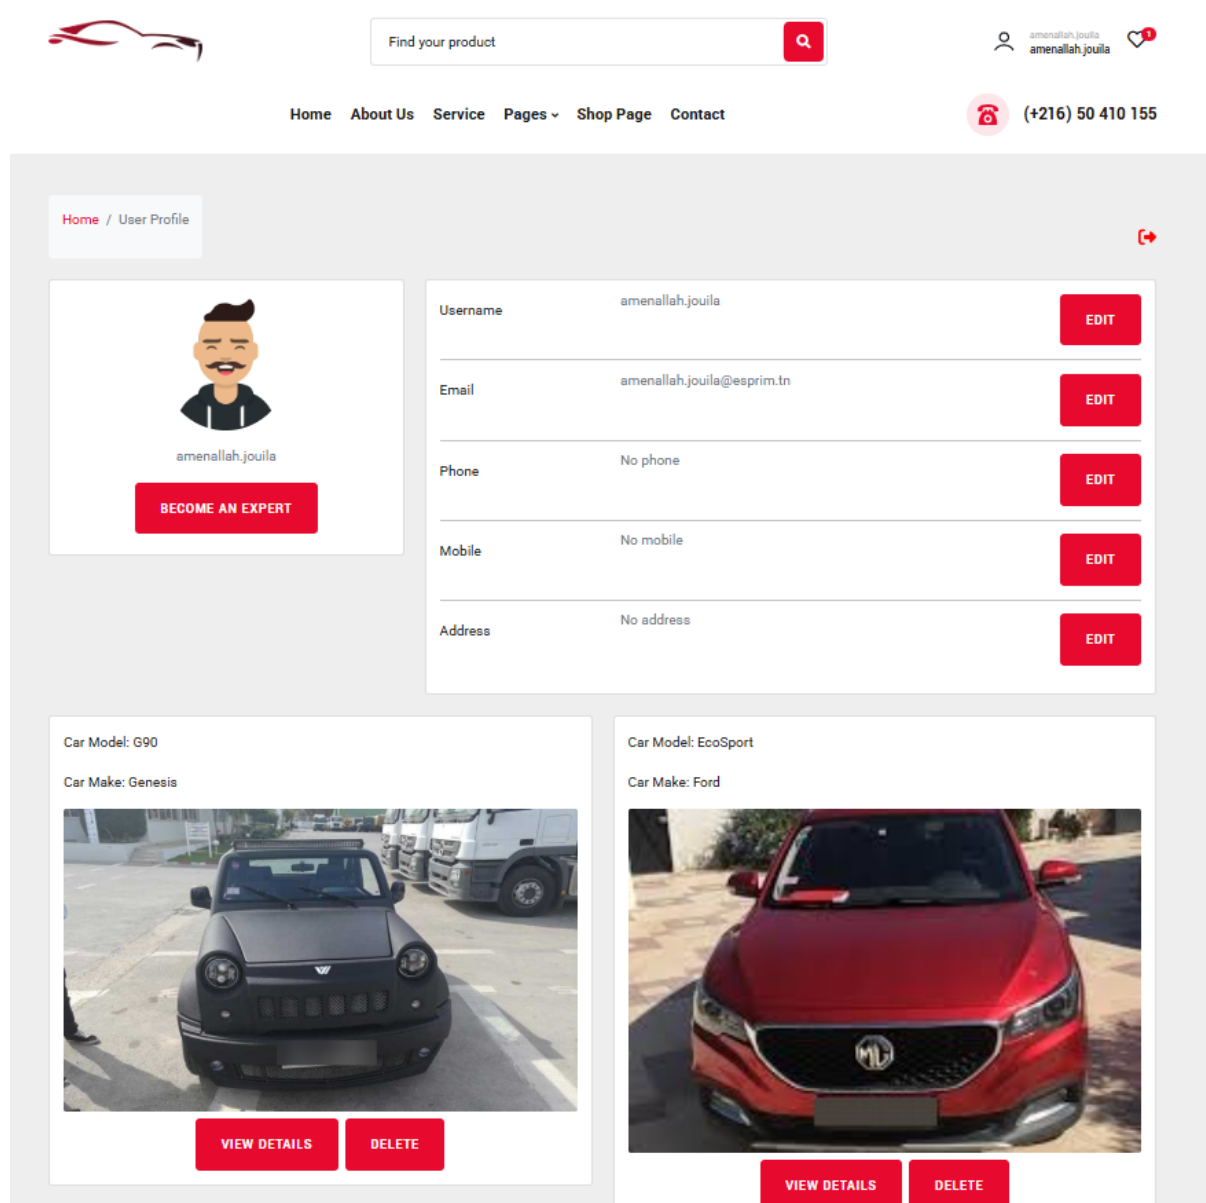 Find your product
amenallah.jouila
amenallah.jouila
1
Home About Us Service Pages Shop Page Contact
(+216) 50 410 155
Home / User Profile
amenallah.jouila
BECOME AN EXPERT
Username amenallah.jouila EDIT
Email amenallah.jouila@esprim.tn EDIT
Phone No phone EDIT
Mobile No mobile EDIT
Address No address EDIT
Car Model: G90
Car Make: Genesis
VIEW DETAILS DELETE
Car Model: EcoSport
Car Make: Ford
MG
VIEW DETAILS DELETE